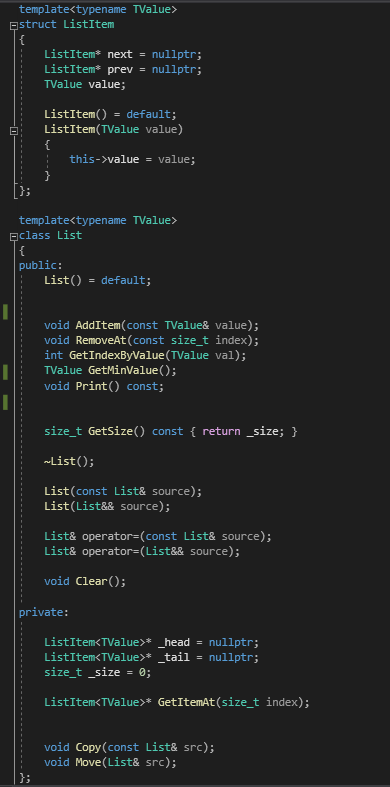 template<typename TValue>
struct ListItem
{
ListItem* next = nullptr;
ListItem* prev = nullptr;
TValue value;
ListItem() = default;
ListItem(TValue value)
{
this->value = value;
}
};
template<typename TValue>
class List
{
public:
List() = default;
void AddItem(const TValue& value);
void RemoveAt(const size_t index);
int GetIndexByValue(TValue val);
TValue GetMinValue();
void Print() const;
size_t GetSize() const { return _size; }
~List();
List(const List& source);
List(List&& source);
List& operator=(const List& source);
List& operator=(List&& source);
void Clear();
private:
ListItem<TValue>* _head = nullptr;
ListItem<TValue>* _tail = nullptr;
size_t _size = 0;
ListItem<TValue>* GetItemAt(size_t index);
void Copy(const List& src);
void Move(List& src);
};